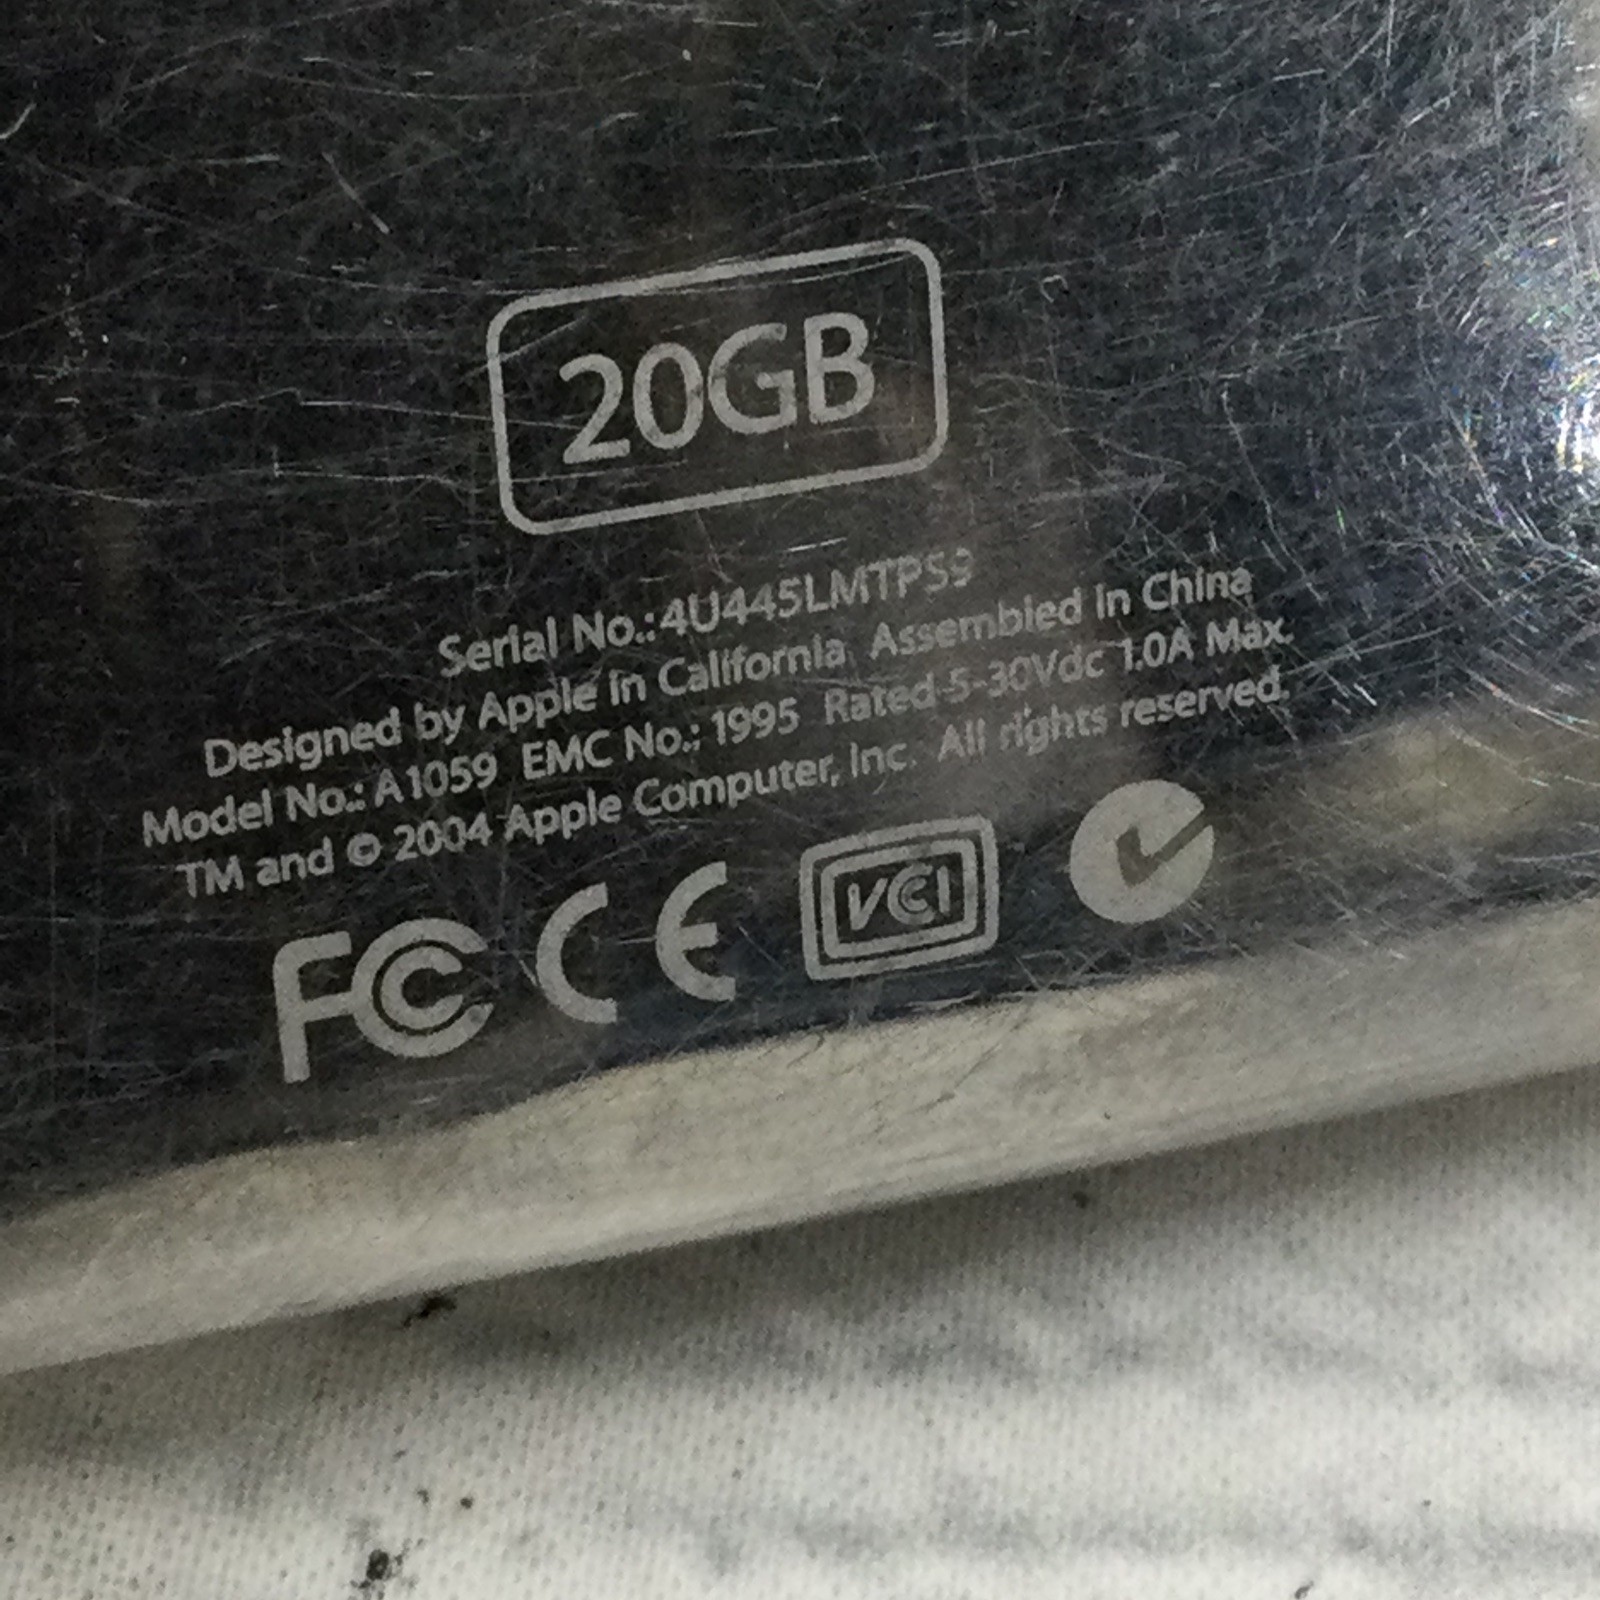 20GB
Serial No.:4U445LMTPS9
Designed by Apple in California Assembled in China
Model No.: A1059 EMC No.: 1995 Rated 5-30Vdc 1.0A Max.
TM and © 2004 Apple Computer, Inc. All rights reserved.
FC CE VCCI